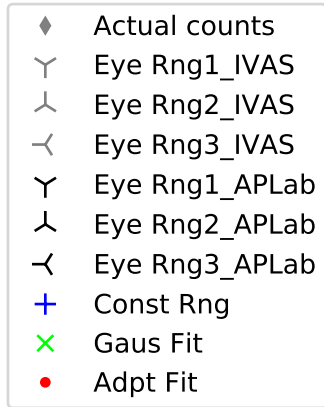 Actual counts
Eye Rng1_IVAS
Eye Rng2_IVAS
Eye Rng3_IVAS
Eye Rng1_APLab
Eye Rng2_APLab
Eye Rng3_APLab
Const Rng
Gaus Fit
Adpt Fit